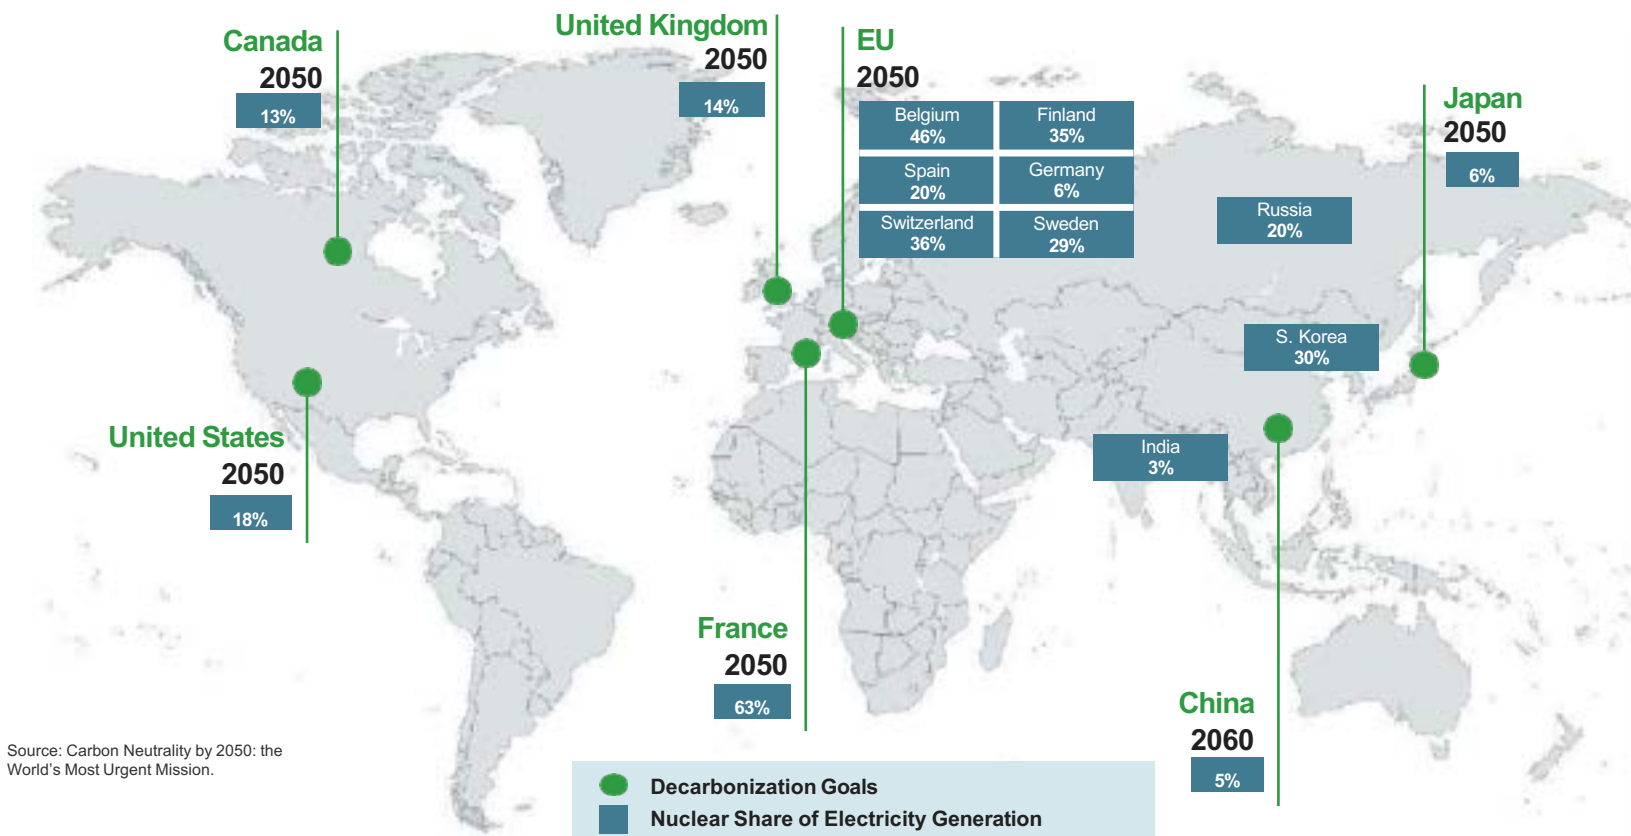 Canada
2050
13%
United Kingdom
2050
14%
EU
2050
Belgium
46%
Finland
35%
Spain
20%
Germany
6%
Switzerland
36%
Sweden
29%
Japan
2050
6%
Russia
20%
S. Korea
30%
India
3%
United States
2050
18%
France
2050
63%
China
2060
5%
Source: Carbon Neutrality by 2050: the
World's Most Urgent Mission.
Decarbonization Goals
Nuclear Share of Electricity Generation